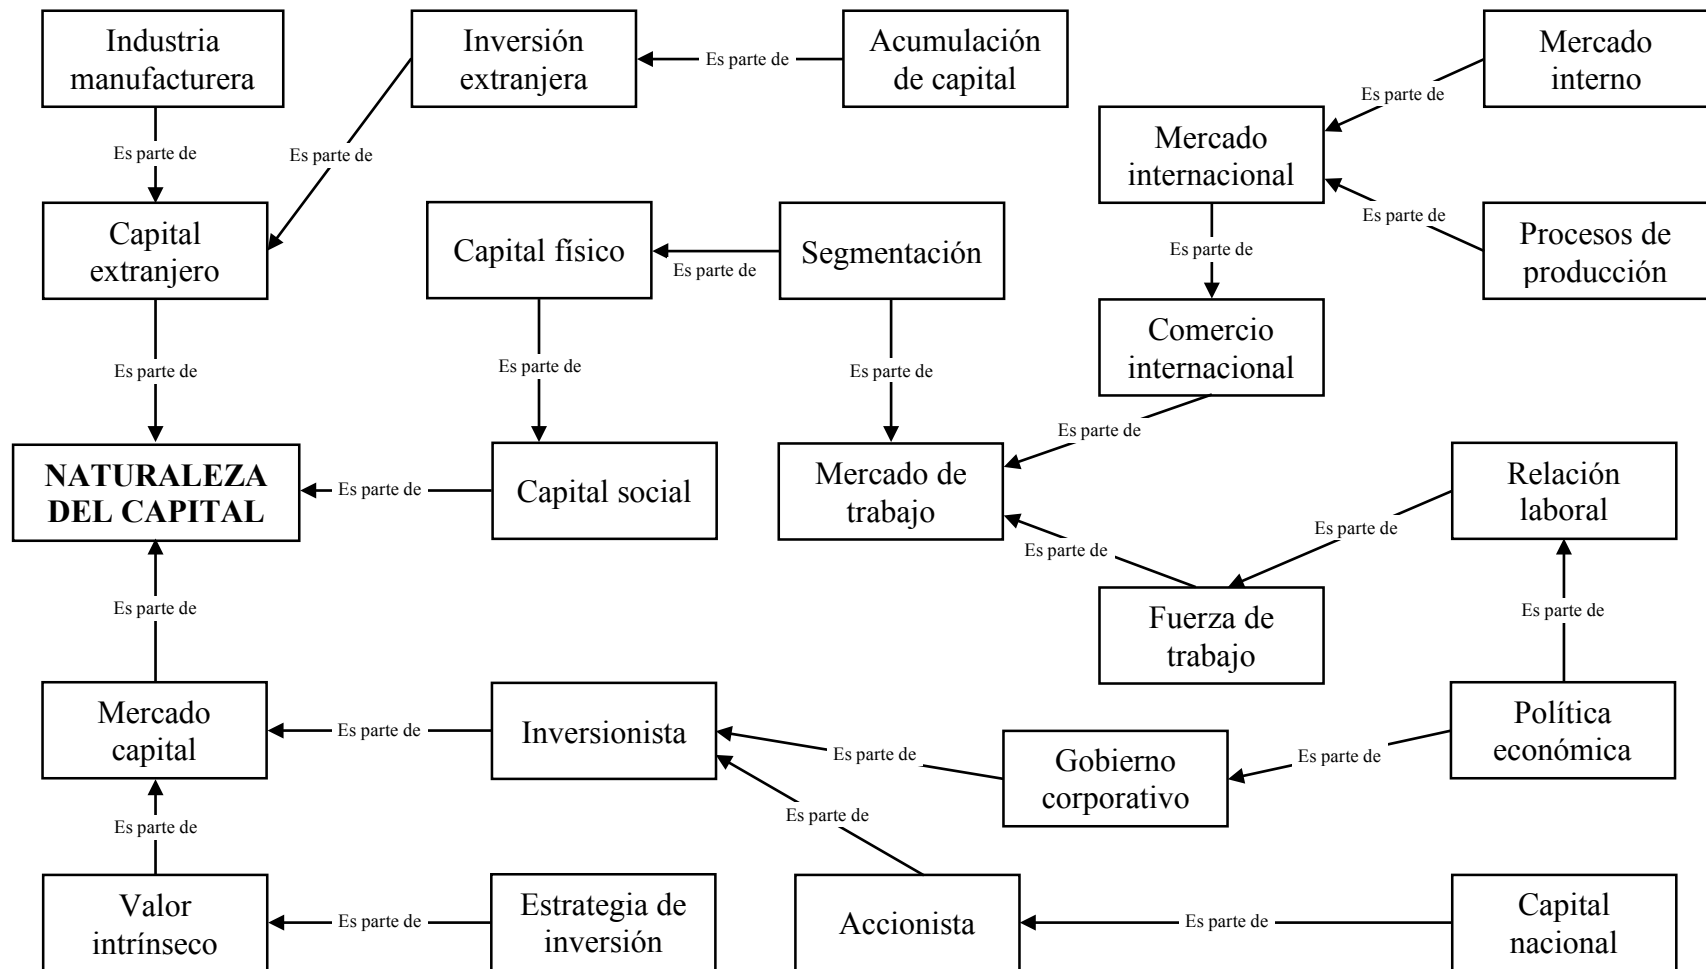 Industria
manufacturera
Inversión
extranjera
Es parte de
Acumulación
de capital
Mercado
interno
Es parte de
Mercado
internacional
Es parte de
Es parte de
Es parte de
Procesos de
producción
Capital
extranjero
Capital físico
Es parte de
Segmentación
Es parte de
Comercio
internacional
Es parte de
Es parte de
Es parte de
Es parte de
NATURALEZA
DEL CAPITAL
Es parte de
Capital social
Mercado de
trabajo
Relación
laboral
Es parte de
Es parte de
Es parte de
Es parte de
Fuerza de
trabajo
Mercado
capital
Es parte de
Inversionista
Es parte de
Gobierno
corporativo
Es parte de
Política
económica
Es parte de
Es parte de
Valor
intrínseco
Es parte de
Estrategia de
inversión
Accionista
Es parte de
Capital
nacional